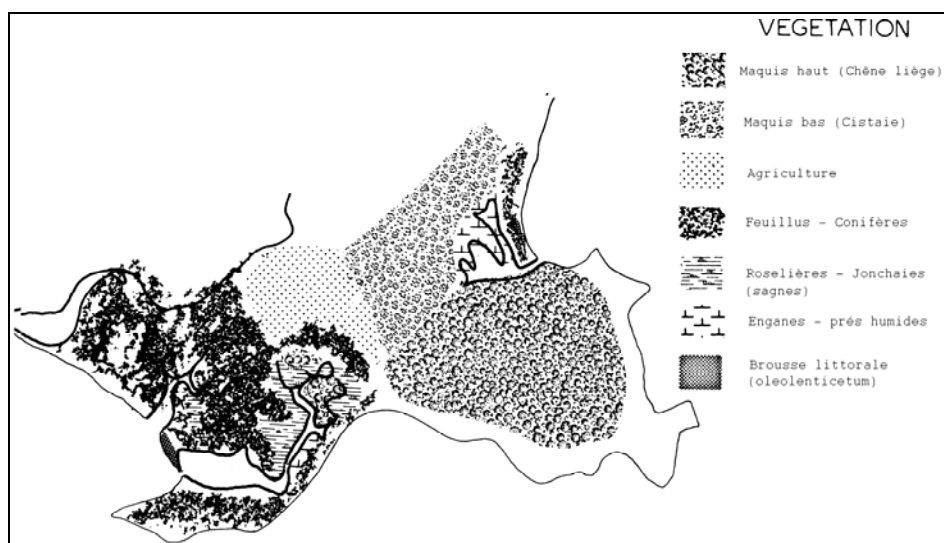 VEGETATION
Maquis haut (Chêne liège)
Maquis bas (Cistaie)
Agriculture
Feuillus - Conifères
Roselières - Jonchaies
(sagnes)
Enganes - prés humides
Brousse littorale
(oleolenticetum)